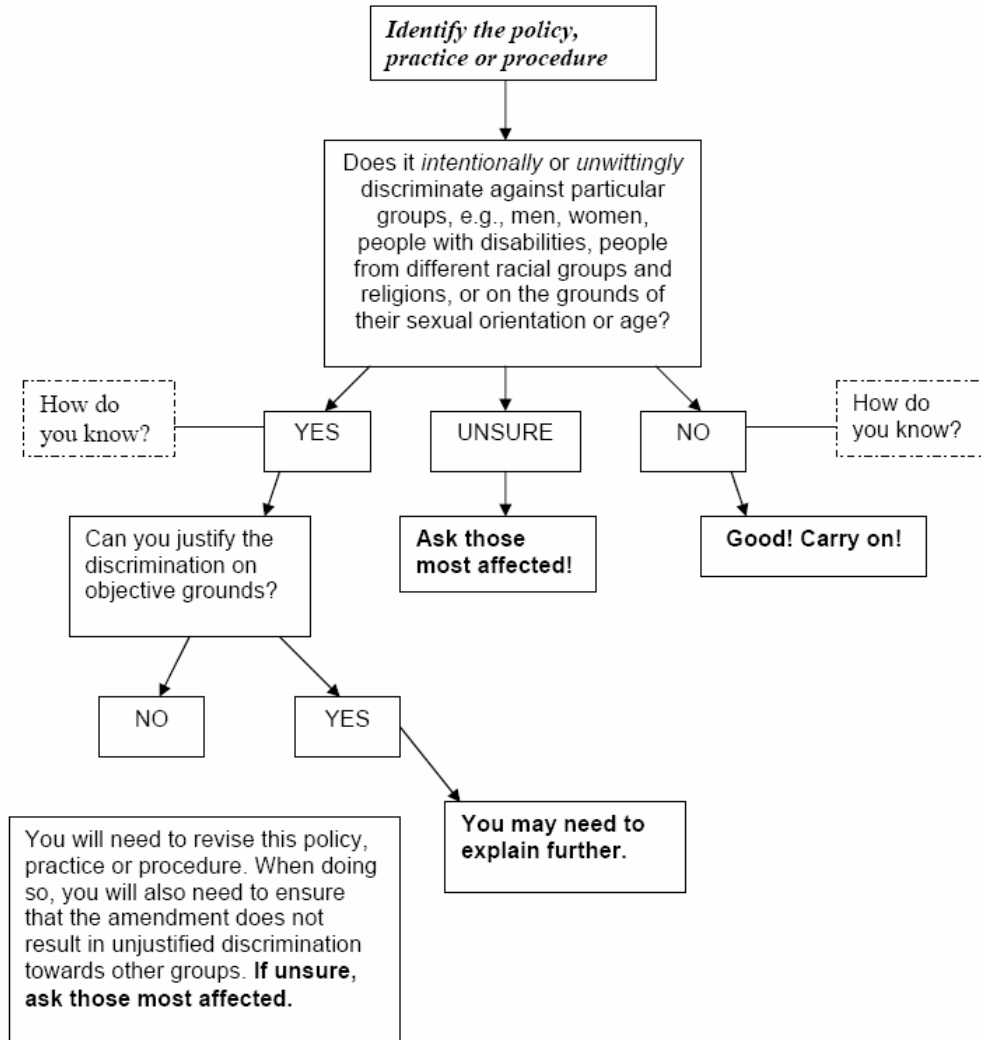 Identify the policy,
practice or procedure
Does it intentionally or unwittingly
discriminate against particular
groups, e.g., men, women,
people with disabilities, people
from different racial groups and
religions, or on the grounds of
their sexual orientation or age?
How do
you know?
YES
UNSURE
NO
How do
you know?
Can you justify the
discrimination on
objective grounds?
Ask those
most affected!
Good! Carry on!
NO
YES
You will need to revise this policy,
practice or procedure. When doing
so, you will also need to ensure
that the amendment does not
result in unjustified discrimination
towards other groups. If unsure,
ask those most affected.
You may need to
explain further.